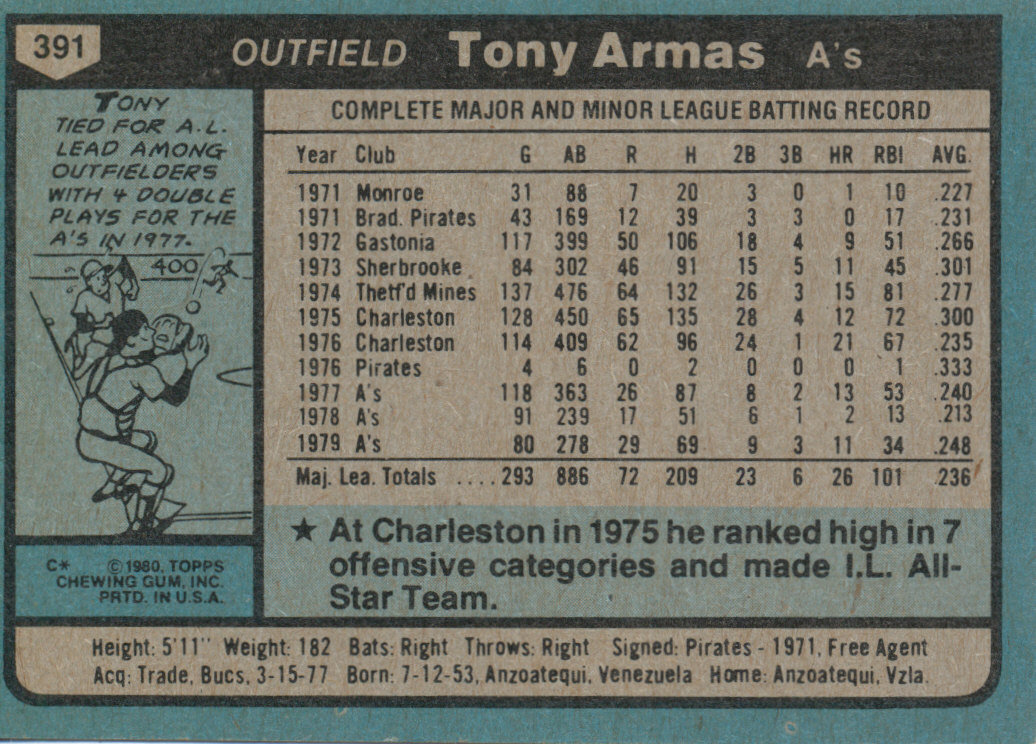 391 OUTFIELD Tony Armas A's
TONY
TIED FOR A.L.
LEAD AMONG
OUTFIELDERS
WITH 4 DOUBLE
PLAYS FOR THE
A'S IN 1977.
400
C* © 1980, TOPPS
CHEWING GUM, INC.
PRTD. IN U.S.A.
COMPLETE MAJOR AND MINOR LEAGUE BATTING RECORD
Year Club G AB R H 2B 3B HR RBI AVG.
1971 Monroe 31 88 7 20 3 0 1 10 .227
1971 Brad. Pirates 43 169 12 39 3 3 0 17 .231
1972 Gastonia 117 399 50 106 18 4 9 51 .266
1973 Sherbrooke 84 302 46 91 15 5 11 45 .301
1974 Thetf'd Mines 137 476 64 132 26 3 15 81 .277
1975 Charleston 128 450 65 135 28 4 12 72 .300
1976 Charleston 114 409 62 96 24 1 21 67 .235
1976 Pirates 4 6 0 2 0 0 0 1 .333
1977 A's 118 363 26 87 8 2 13 53 .240
1978 A's 91 239 17 51 6 1 2 13 .213
1979 A's 80 278 29 69 9 3 11 34 .248
Maj. Lea. Totals ....293 886 72 209 23 6 26 101 .236
★ At Charleston in 1975 he ranked high in 7
offensive categories and made I.L. All-
Star Team.
Height: 5'11" Weight: 182 Bats: Right Throws: Right Signed: Pirates - 1971, Free Agent
Acq: Trade, Bucs, 3-15-77 Born: 7-12-53, Anzoatequi, Venezuela Home: Anzoatequi, Vzla.